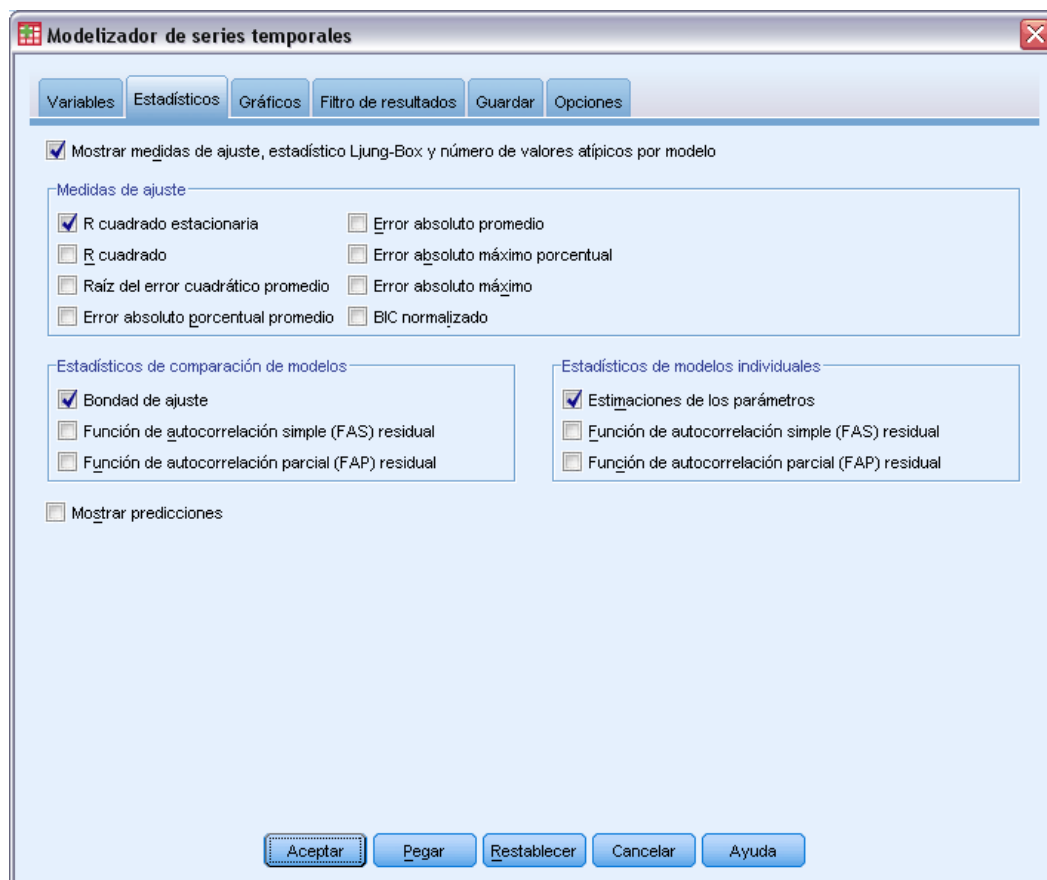 Modelizador de series temporales
Variables
Estadísticos
Gráficos
Filtro de resultados
Guardar
Opciones
Mostrar medidas de ajuste, estadístico Ljung-Box y número de valores atípicos por modelo
Medidas de ajuste
R cuadrado estacionaria
Error absoluto promedio
R cuadrado
Error absoluto máximo porcentual
Raíz del error cuadrático promedio
Error absoluto máximo
Error absoluto porcentual promedio
BIC normalizado
Estadísticos de comparación de modelos
Bondad de ajuste
Función de autocorrelación simple (FAS) residual
Función de autocorrelación parcial (FAP) residual
Estadísticos de modelos individuales
Estimaciones de los parámetros
Función de autocorrelación simple (FAS) residual
Función de autocorrelación parcial (FAP) residual
Mostrar predicciones
Aceptar
Pegar
Restablecer
Cancelar
Ayuda